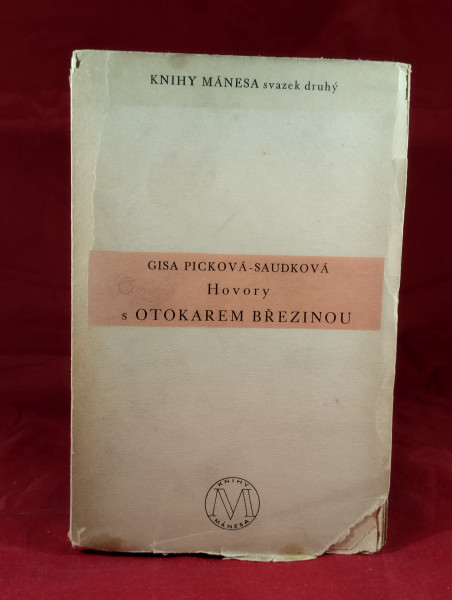 KNIHY MÁNESA svazek druhý
GISA PICKOVÁ-SAUDKOVÁ
Hovory
s OTOKAREM BŘEZINOU
KNIHY
M
MÁNESA